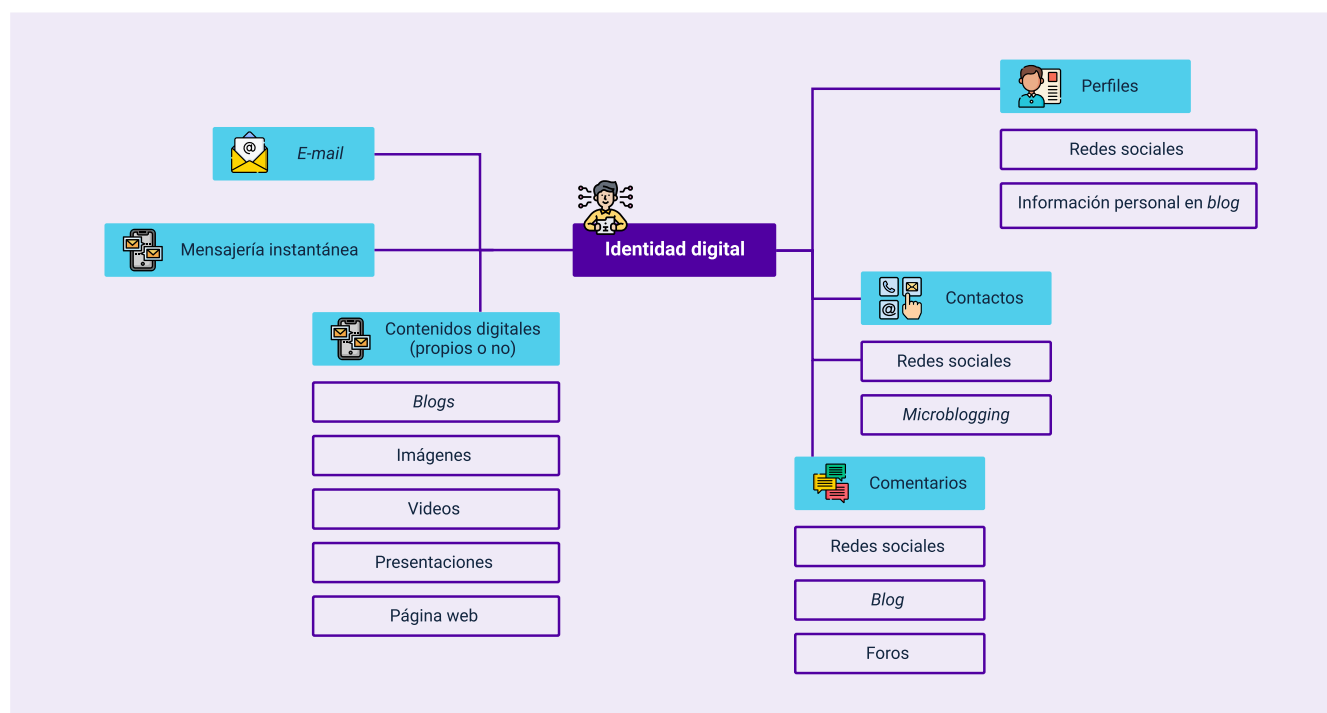 E-mail
Mensajería instantánea
Contenidos digitales
(propios o no)
Blogs
Imágenes
Videos
Presentaciones
Página web
Identidad digital
Perfiles
Redes sociales
Información personal en blog
Contactos
Redes sociales
Microblogging
Comentarios
Redes sociales
Blog
Foros